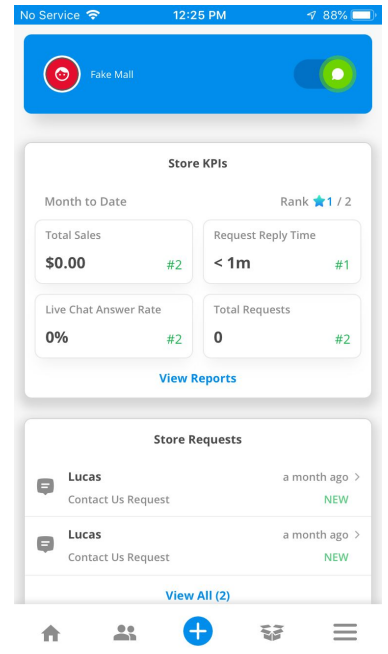 No Service 12:25 PM 88%
Fake Mall
Store KPIs
Month to Date Rank 1 / 2
Total Sales
$0.00 #2
Request Reply Time
< 1m #1
Live Chat Answer Rate
0% #2
Total Requests
0 #2
View Reports
Store Requests
Lucas a month ago >
Contact Us Request NEW
Lucas a month ago >
Contact Us Request NEW
View All (2)